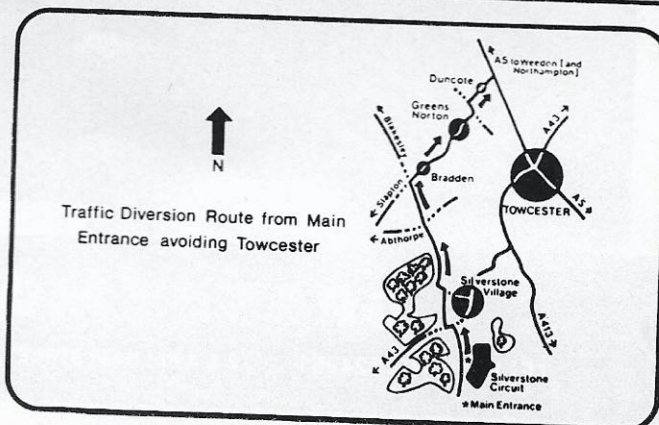 A5 to Weedon [and
Northampton]
Duncote
Greens
Norton
A43
Blakesley
N
Bradden
Slapton
Traffic Diversion Route from Main
Entrance avoiding Towcester
TOWCESTER
A5
Abthorpe
Silverstone
Village
A43
A413
Silverstone
Circuit
*Main Entrance